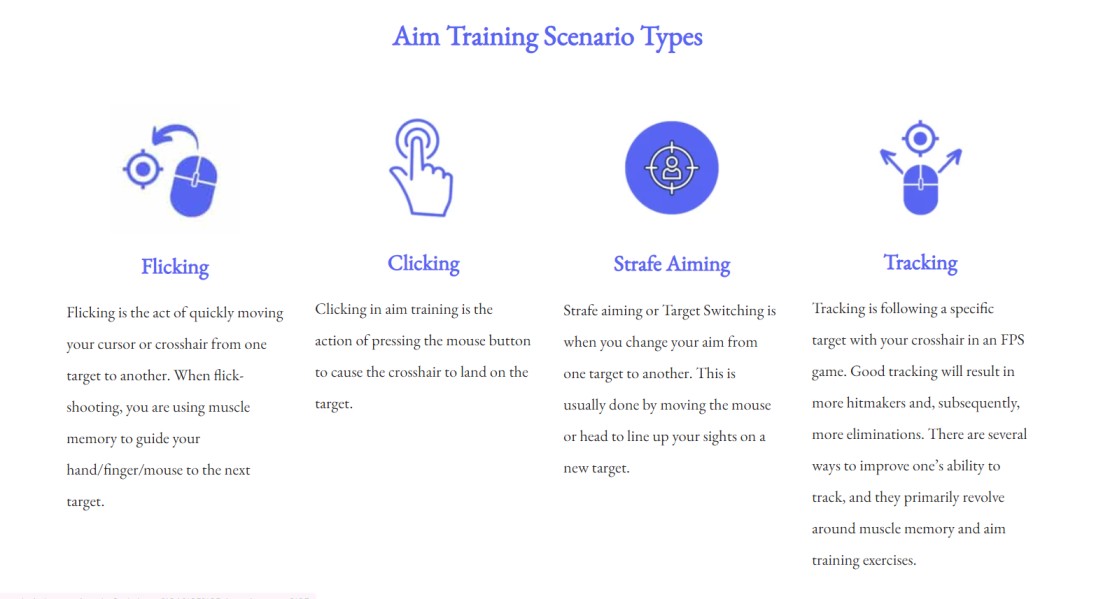 Aim Training Scenario Types
Flicking
Flicking is the act of quickly moving
your cursor or crosshair from one
target to another. When flick-
shooting, you are using muscle
memory to guide your
hand/finger/mouse to the next
target.
Clicking
Clicking in aim training is the
action of pressing the mouse button
to cause the crosshair to land on the
target.
Strafe Aiming
Strafe aiming or Target Switching is
when you change your aim from
one target to another. This is
usually done by moving the mouse
or head to line up your sights on a
new target.
Tracking
Tracking is following a specific
target with your crosshair in an FPS
game. Good tracking will result in
more hitmakers and, subsequently,
more eliminations. There are several
ways to improve one’s ability to
track, and they primarily revolve
around muscle memory and aim
training exercises.